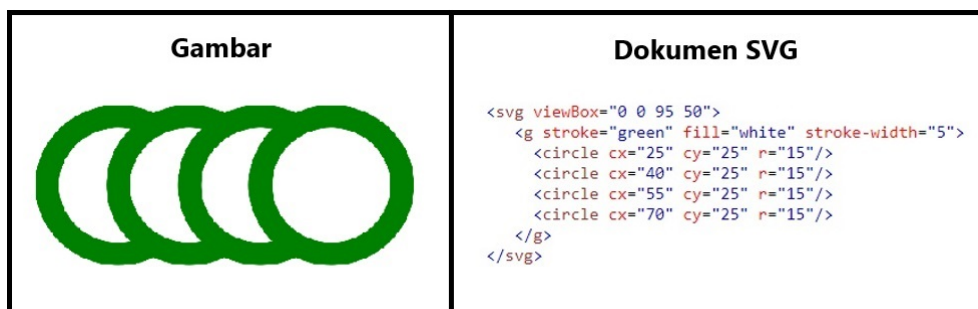 Gambar
Dokumen SVG
<svg viewBox="0 0 95 50">
<g stroke="green" fill="white" stroke-width="5">
<circle cx="25" cy="25" r="15"/>
<circle cx="40" cy="25" r="15"/>
<circle cx="55" cy="25" r="15"/>
<circle cx="70" cy="25" r="15"/>
</g>
</svg>